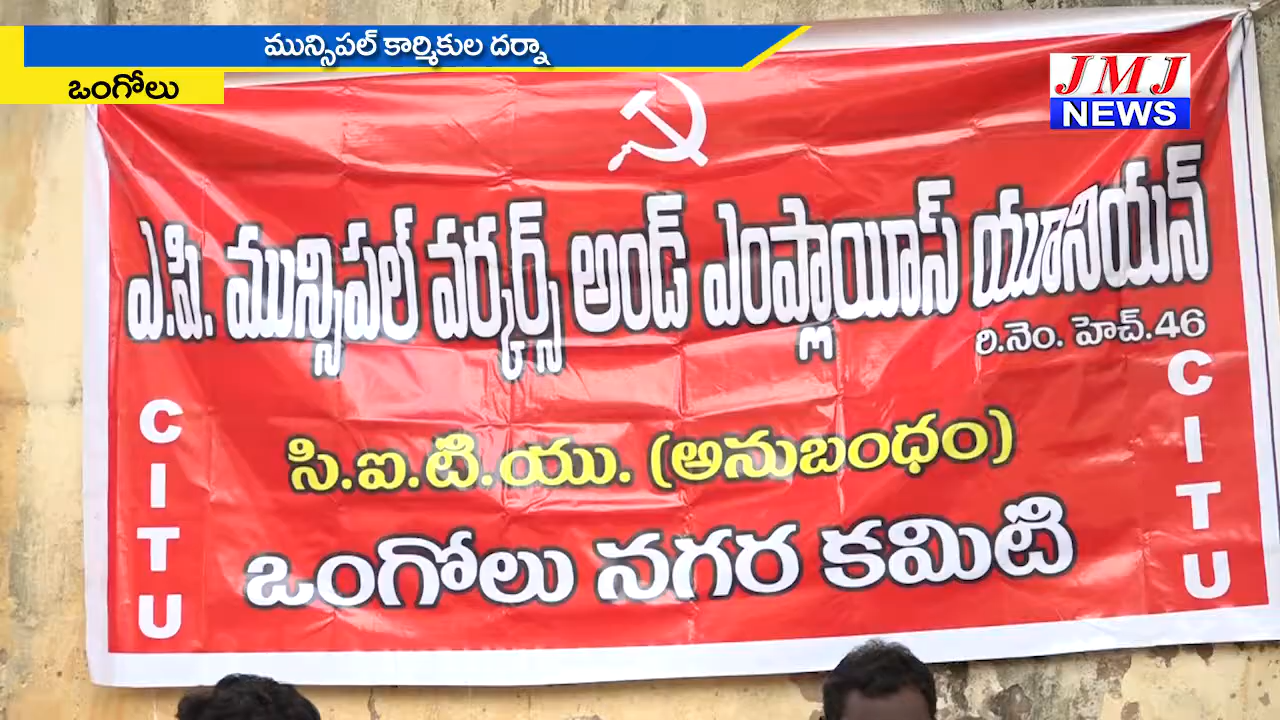 మున్సిపల్ కార్మికుల దర్నా
ఒంగోలు
JMJ
NEWS
ఎ.పి. మున్సిపల్ వర్కర్స్ అండ్ ఎంప్లాయీస్ యూనియన్
రి.నెం. హెచ్.46
CITU
సి.ఐ.టి.యు. (అనుబంధం)
CITU
ఒంగోలు నగర కమిటి